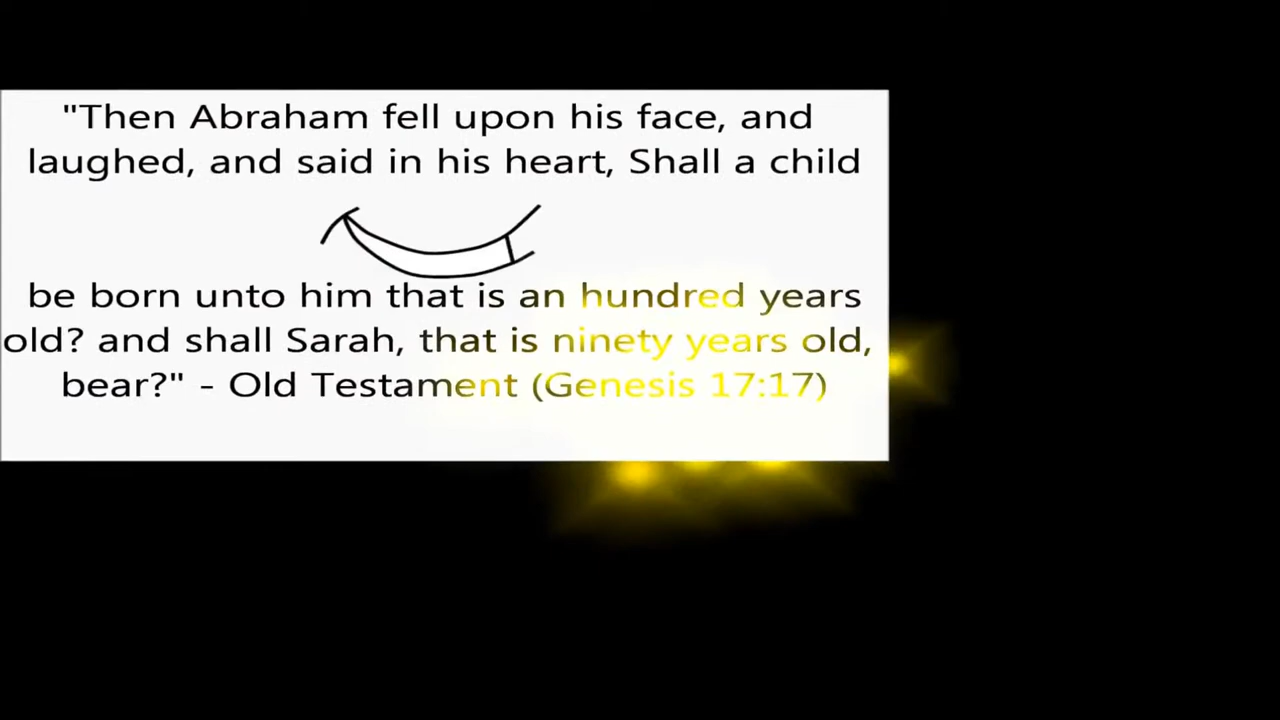 "Then Abraham fell upon his face, and
laughed, and said in his heart, Shall a child
be born unto him that is an hundred years
old? and shall Sarah, that is ninety years old,
bear?" - Old Testament (Genesis 17:17)